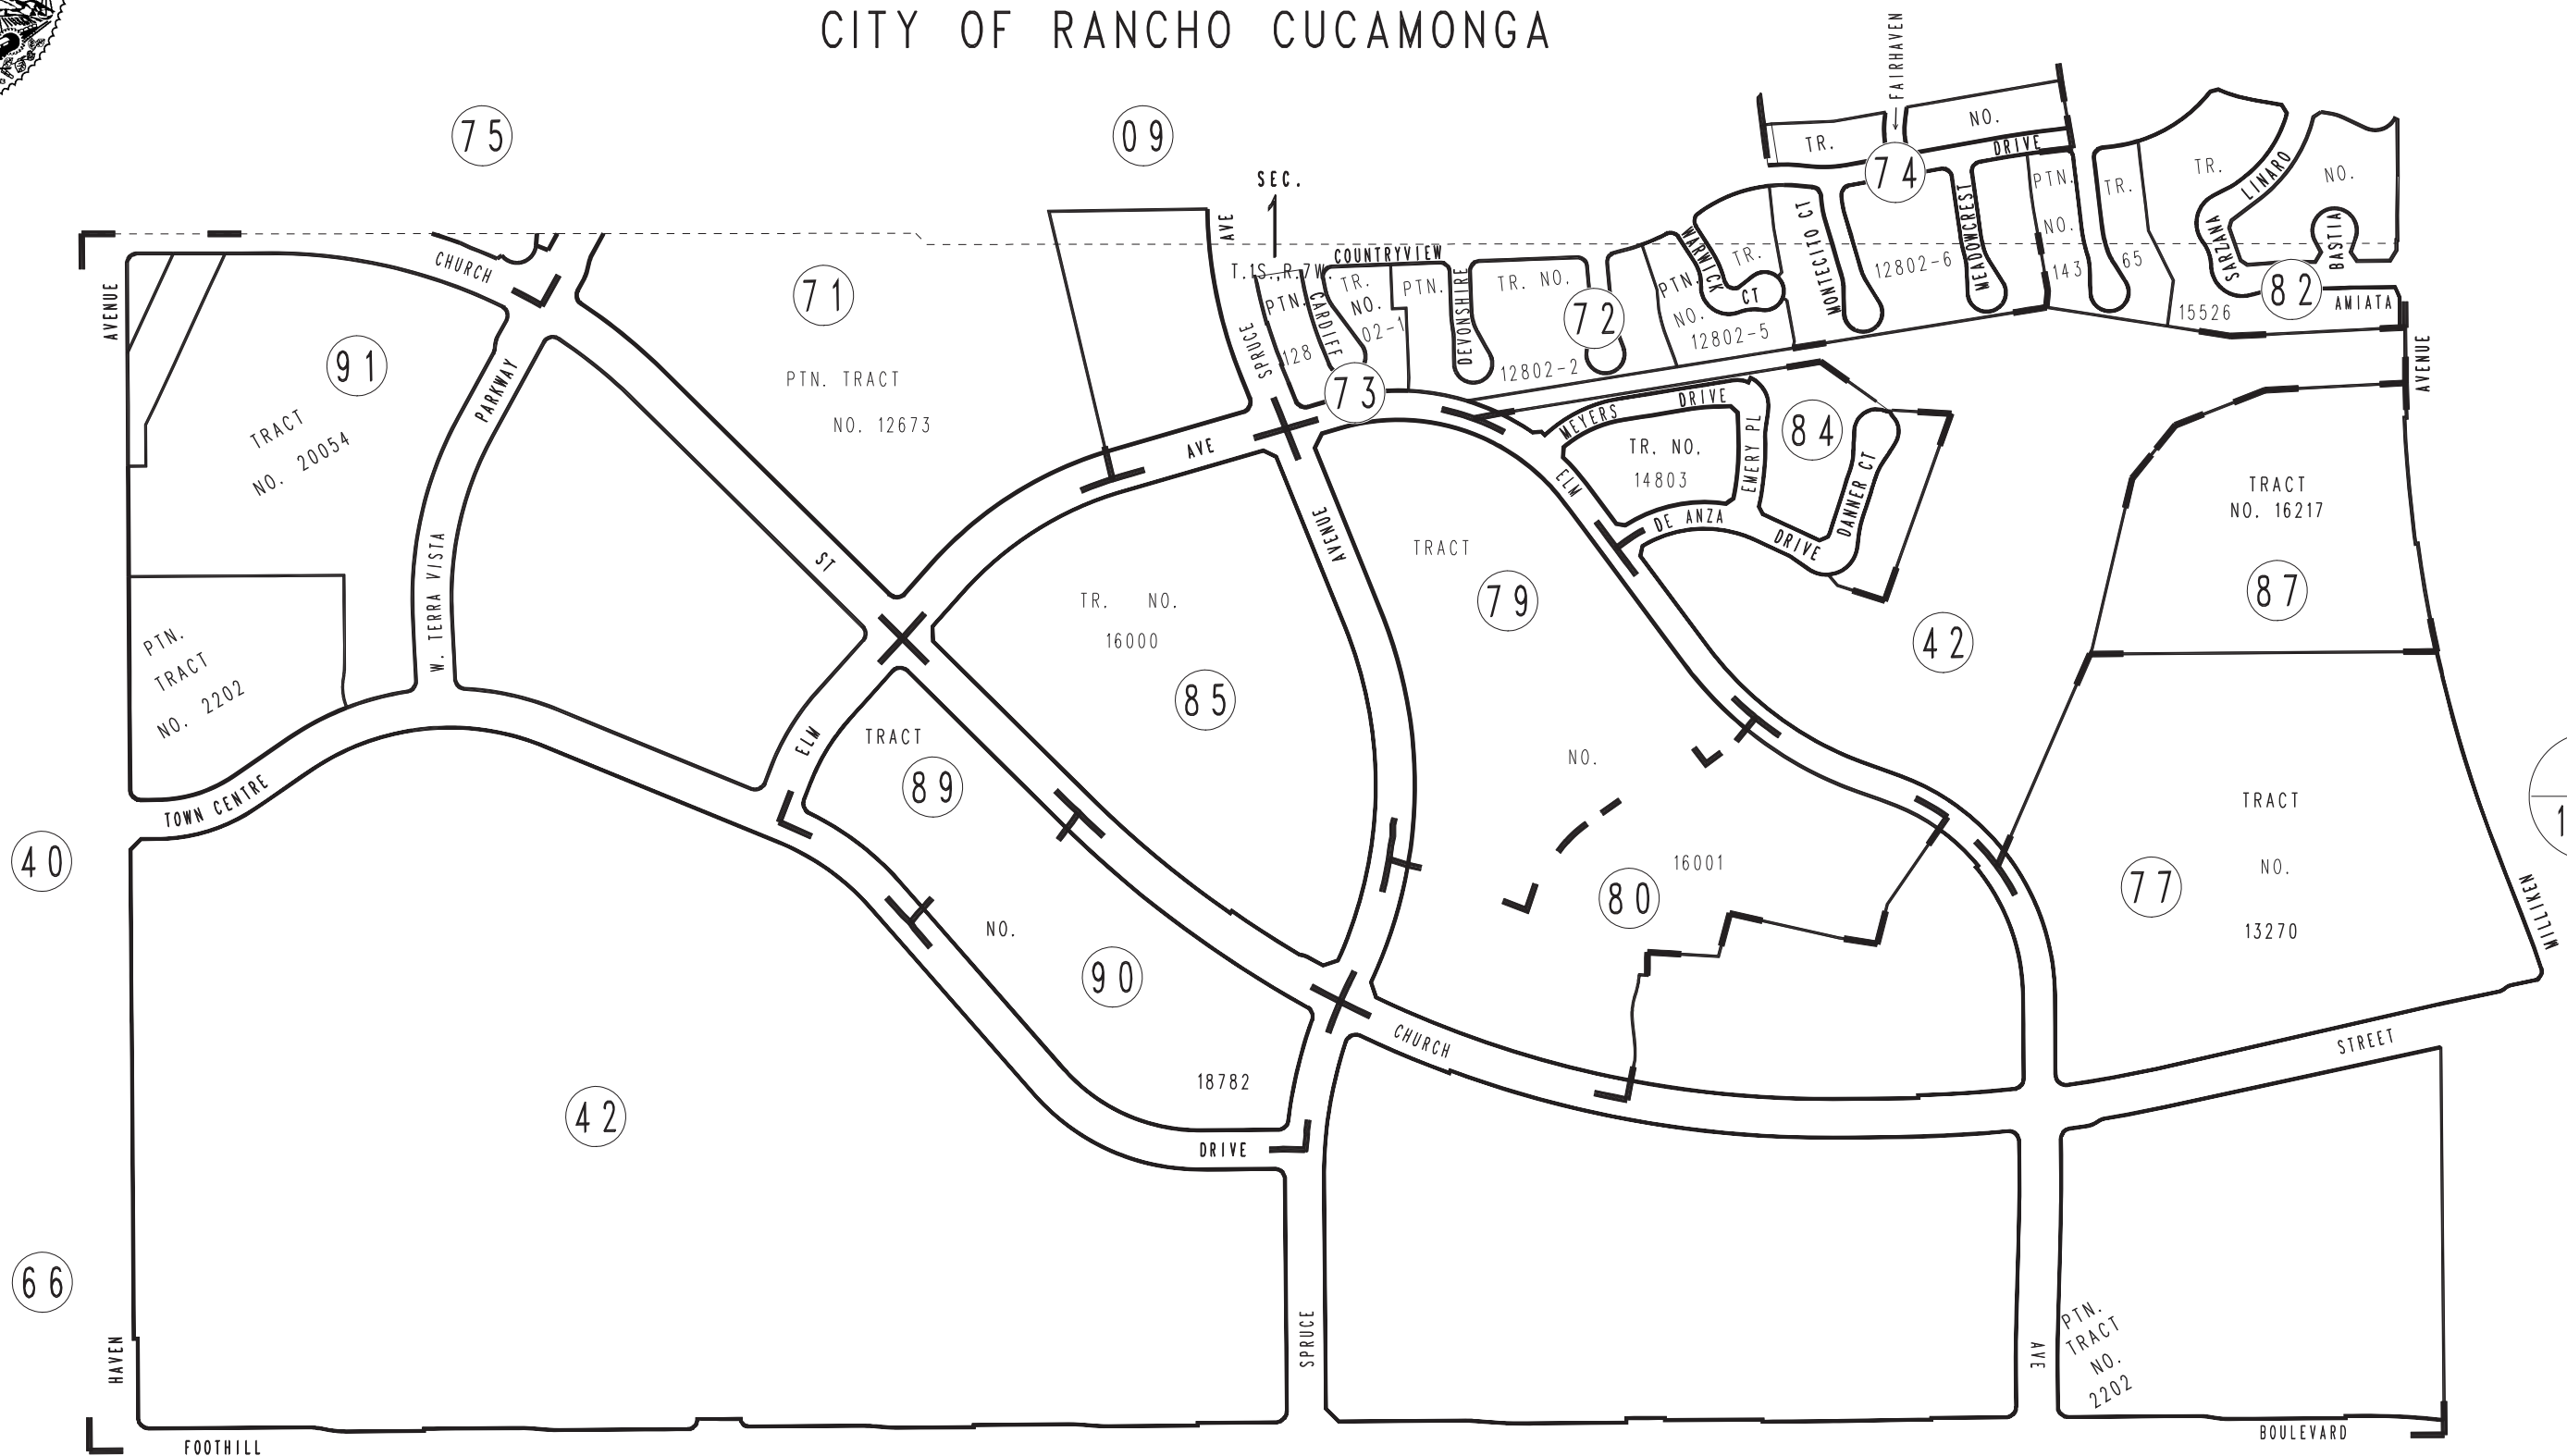 CITY OF RANCHO CUCAMONGA
FAIRHAVEN
75
09
SEC.
1
T.1S.,R.7W.
TR.
NO.
DRIVE
74
PTN.
NO.
143
TR.
65
TR.
LINARO
NO.
SARZANA
BASTIA
82
AMIATA
15526
AVENUE
CHURCH
AVENUE
71
PTN. TRACT
NO. 12673
AVE
SPRUCE
COUNTRYVIEW
PTN.
128
CARDIFF
TR.
NO.
02-1
PTN.
DEVONSHIRE
TR. NO.
72
12802-2
PTN.
NO.
12802-5
WARWICK
CT
TR.
MONTECITO CT
12802-6
MEADOWCREST
73
91
TRACT
NO. 20054
PARKWAY
W. TERRA VISTA
AVE
ST
MEYERS
DRIVE
TR. NO.
14803
EMERY PL
84
DANNER CT
ELM
DE ANZA
DRIVE
AVENUE
TRACT
79
TRACT
NO. 16217
87
42
PTN.
TRACT
NO. 2202
TR. NO.
16000
85
ELM
TRACT
89
NO.
TOWN CENTRE
40
NO.
16001
80
TRACT
NO.
13270
77
MILLIKEN
1
90
18782
CHURCH
STREET
42
DRIVE
66
HAVEN
SPRUCE
AVE
PTN.
TRACT
NO.
2202
FOOTHILL
BOULEVARD